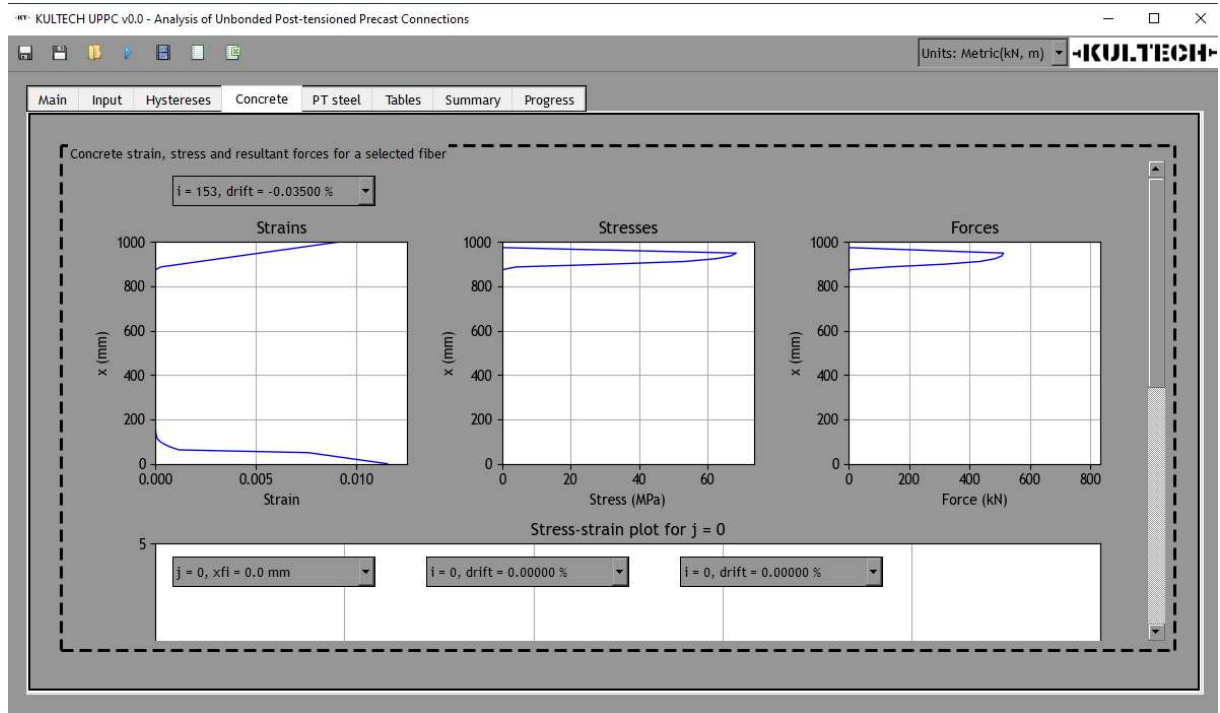 -KT- KULTECH UPPC v0.0 - Analysis of Unbonded Post-tensioned Precast Connections
Units: Metric(kN, m)
KULTECH
Main Input Hystereses Concrete PT steel Tables Summary Progress
Concrete strain, stress and resultant forces for a selected fiber
i = 153, drift = -0.03500 %
Strains
1000
800
600
400
200
0
x (mm)
0.000 0.005 0.010
Strain
Stresses
1000
800
600
400
200
0
x (mm)
0 20 40 60
Stress (MPa)
Forces
1000
800
600
400
200
0
x (mm)
0 200 400 600 800
Force (kN)
Stress-strain plot for j = 0
5
j = 0, xfi = 0.0 mm
i = 0, drift = 0.00000 %
i = 0, drift = 0.00000 %